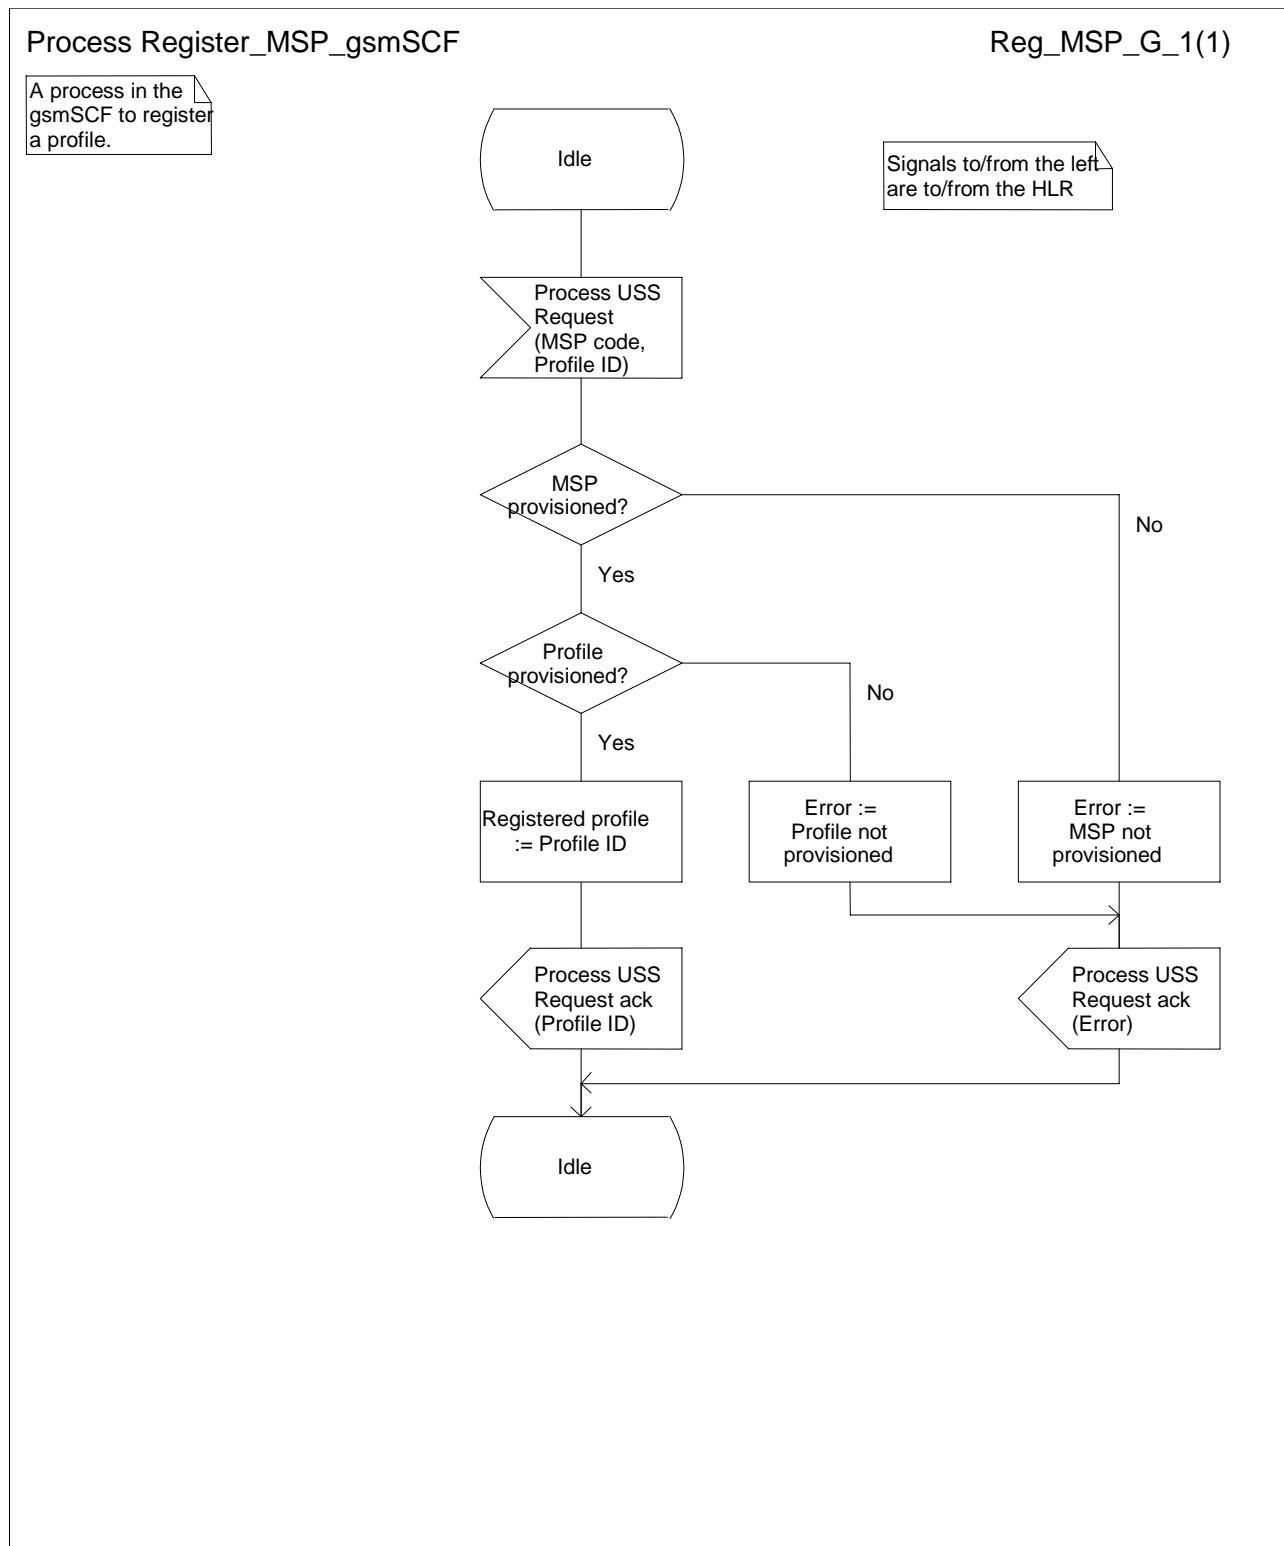 Process Register_MSP_gsmSCF
Reg_MSP_G_1(1)
A process in the
gsmSCF to register
a profile.
Idle
Signals to/from the left
are to/from the HLR
Process USS
Request
(MSP code,
Profile ID)
MSP
provisioned?
No
Yes
Profile
provisioned?
No
Yes
Registered profile
:= Profile ID
Error :=
Profile not
provisioned
Error :=
MSP not
provisioned
Process USS
Request ack
(Profile ID)
Process USS
Request ack
(Error)
Idle